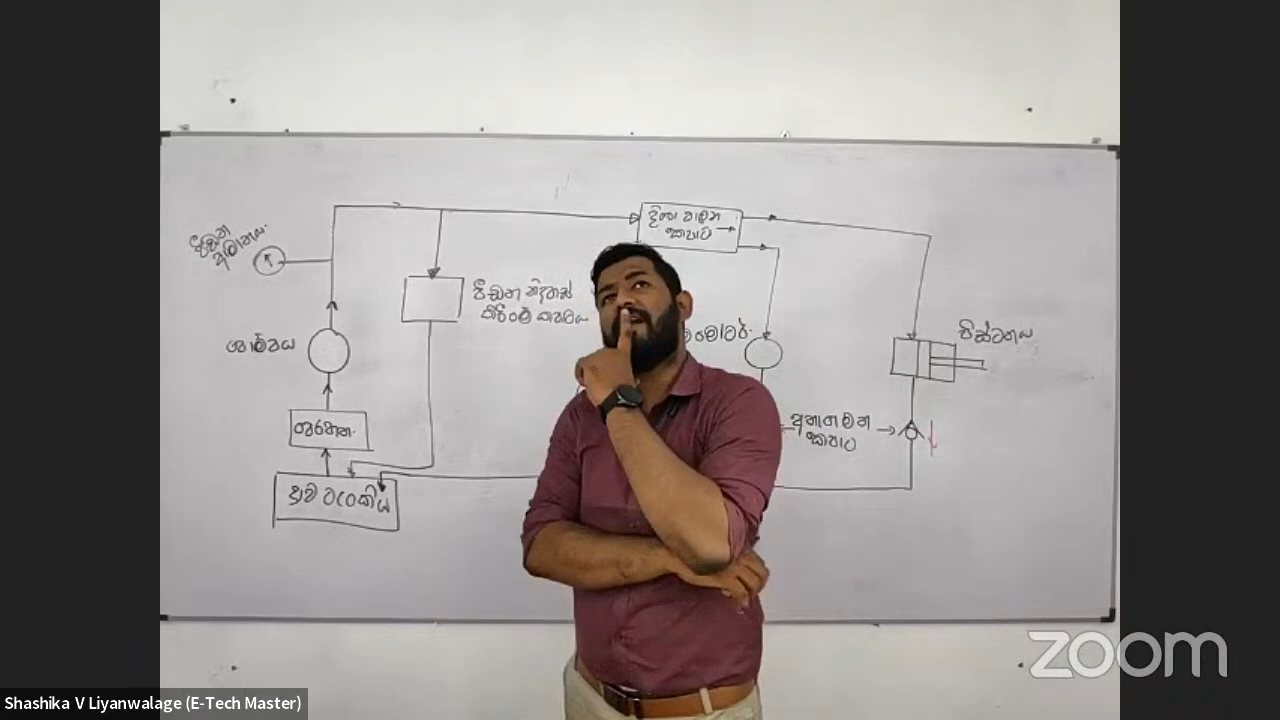 පීඩන
ආමානය
දිශා පාලන
කපාට
පීඩන නිදහස්
කිරීමේ කපාටය
පොම්පය
මෝටර්
පිස්ටනය
පෙරහන
අනාගමන
කපාට
ද්‍රව ටැංකිය
zoom
Shashika V Liyanwalage (E-Tech Master)